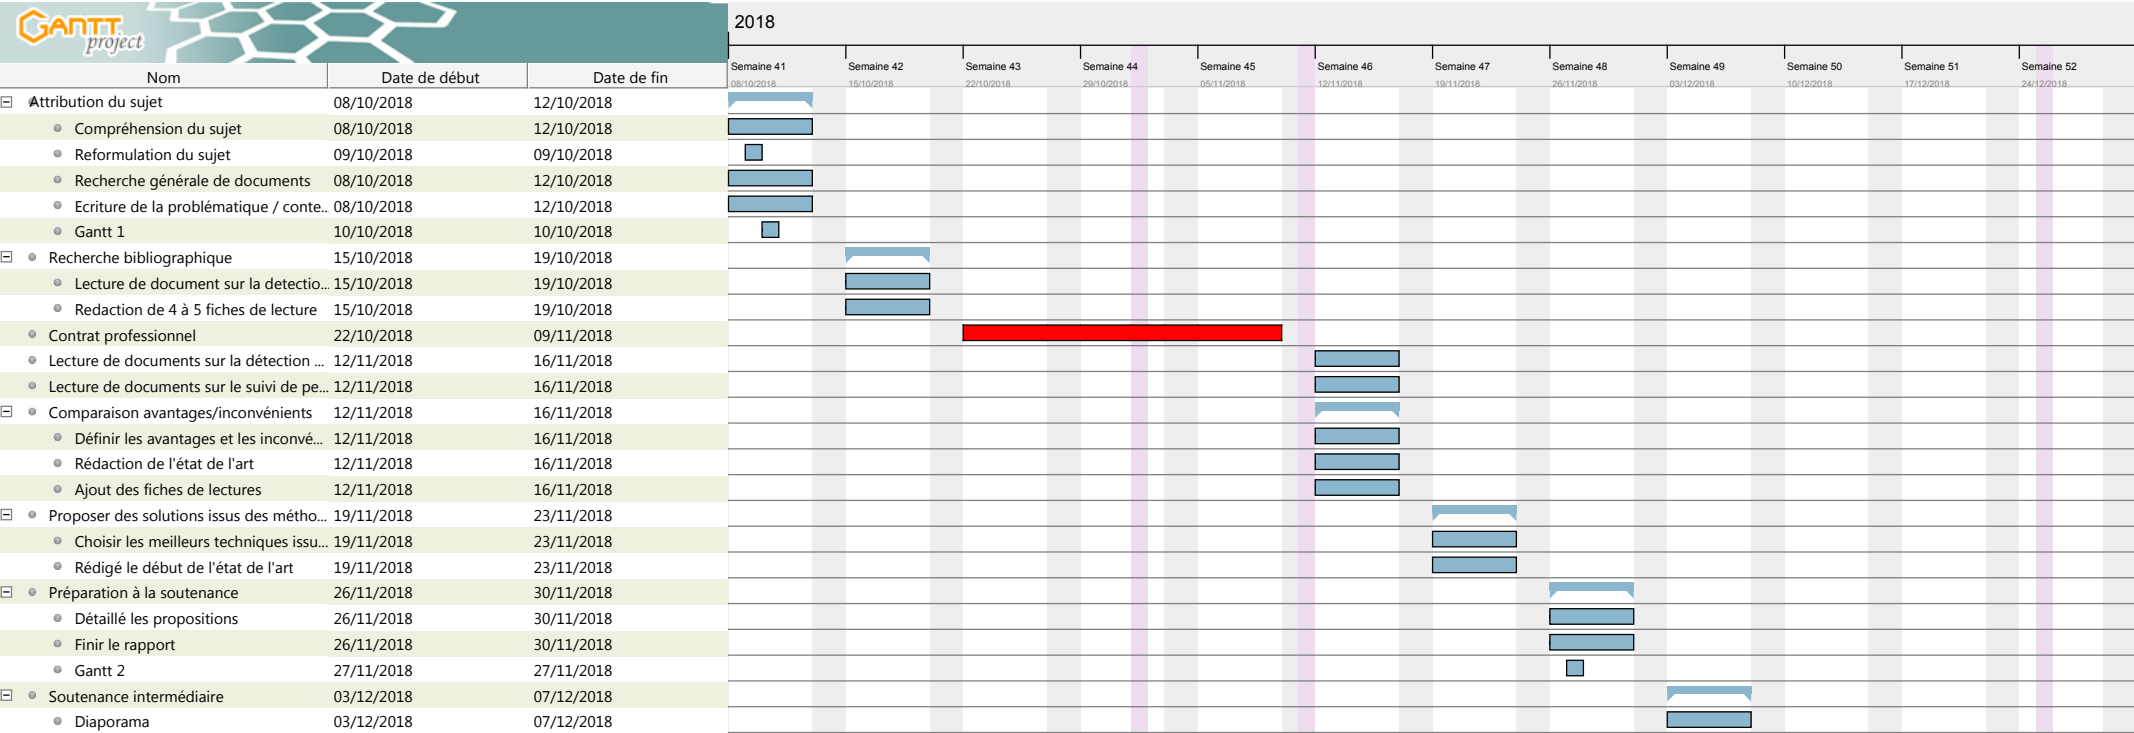 GANTT
project
2018
Semaine 41 Semaine 42 Semaine 43 Semaine 44 Semaine 45 Semaine 46 Semaine 47 Semaine 48 Semaine 49 Semaine 50 Semaine 51 Semaine 52
Nom Date de début Date de fin
08/10/2018 15/10/2018 22/10/2018 29/10/2018 05/11/2018 12/11/2018 19/11/2018 26/11/2018 03/12/2018 10/12/2018 17/12/2018 24/12/2018
Attribution du sujet 08/10/2018 12/10/2018
Compréhension du sujet 08/10/2018 12/10/2018
Reformulation du sujet 09/10/2018 09/10/2018
Recherche générale de documents 08/10/2018 12/10/2018
Ecriture de la problématique / conte... 08/10/2018 12/10/2018
Gantt 1 10/10/2018 10/10/2018
Recherche bibliographique 15/10/2018 19/10/2018
Lecture de document sur la detectio... 15/10/2018 19/10/2018
Redaction de 4 à 5 fiches de lecture 15/10/2018 19/10/2018
Contrat professionnel 22/10/2018 09/11/2018
Lecture de documents sur la détection ... 12/11/2018 16/11/2018
Lecture de documents sur le suivi de pe... 12/11/2018 16/11/2018
Comparaison avantages/inconvénients 12/11/2018 16/11/2018
Définir les avantages et les inconvé... 12/11/2018 16/11/2018
Rédaction de l'état de l'art 12/11/2018 16/11/2018
Ajout des fiches de lectures 12/11/2018 16/11/2018
Proposer des solutions issus des métho... 19/11/2018 23/11/2018
Choisir les meilleurs techniques issu... 19/11/2018 23/11/2018
Rédigé le début de l'état de l'art 19/11/2018 23/11/2018
Préparation à la soutenance 26/11/2018 30/11/2018
Détaillé les propositions 26/11/2018 30/11/2018
Finir le rapport 26/11/2018 30/11/2018
Gantt 2 27/11/2018 27/11/2018
Soutenance intermédiaire 03/12/2018 07/12/2018
Diaporama 03/12/2018 07/12/2018